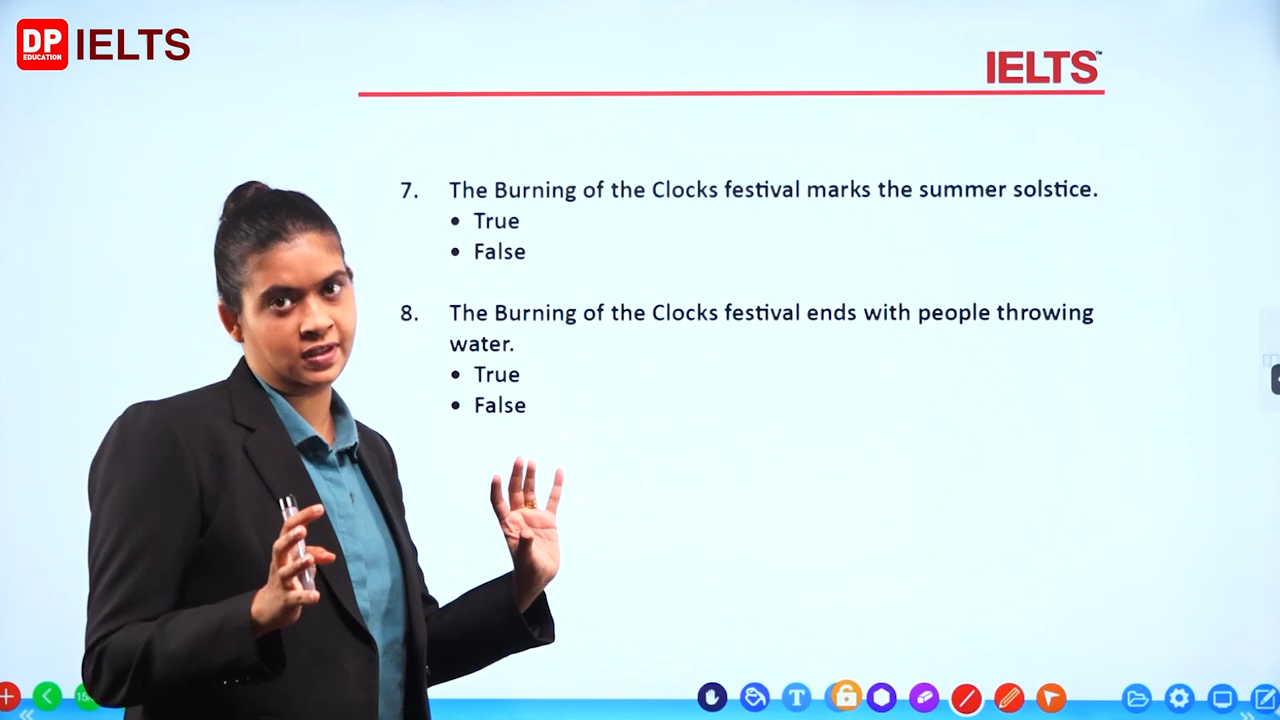 DP
EDUCATION
IELTS
IELTS™
7. The Burning of the Clocks festival marks the summer solstice.
• True
• False
8. The Burning of the Clocks festival ends with people throwing
water.
• True
• False
T